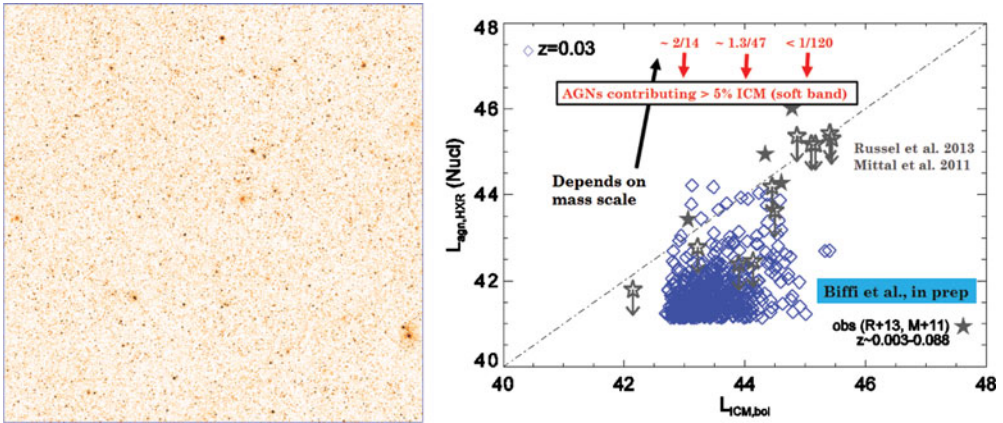 48
46
44
42
40
40
42
44
46
48
L_agn,HXR (Nucl)
L_ICM,bol
◇ z=0.03
~ 2/14
~ 1.3/47
< 1/120
AGNs contributing > 5% ICM (soft band)
Depends on
mass scale
Russel et al. 2013
Mittal et al. 2011
Biffi et al., in prep
obs (R+13, M+11)
z~0.003-0.088